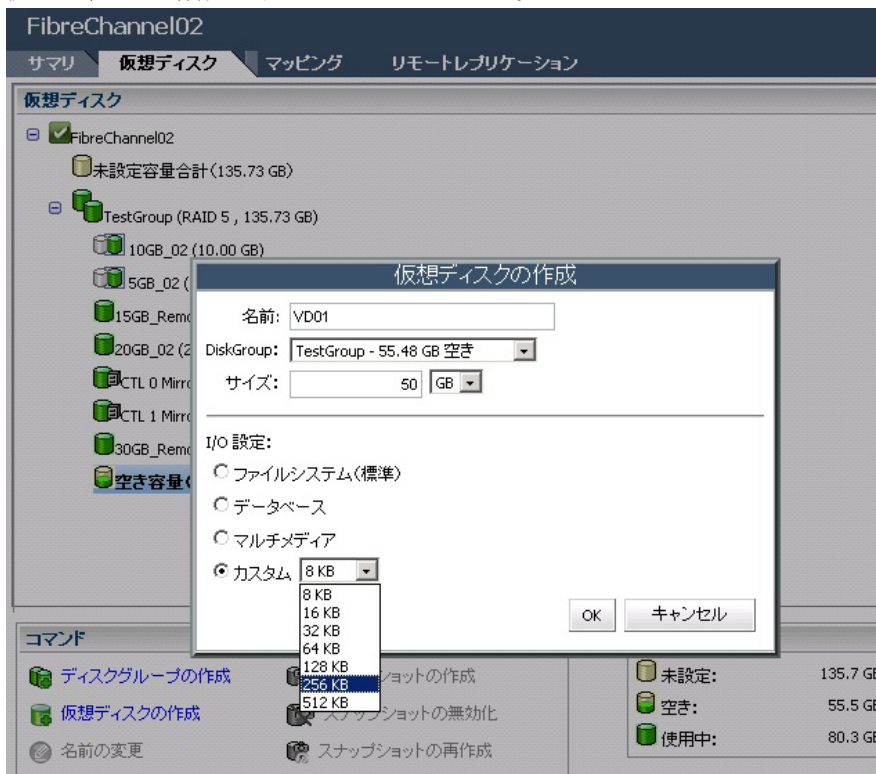 FibreChannel02
サマリ 仮想ディスク マッピング リモートレプリケーション
仮想ディスク
FibreChannel02
未設定容量合計(135.73 GB)
TestGroup (RAID 5 , 135.73 GB)
10GB_02 (10.00 GB)
5GB_02 (
15GB_Remo
20GB_02 (2
CTL 0 Mirro
CTL 1 Mirro
30GB_Remo
空き容量(
仮想ディスクの作成
名前: VD01
DiskGroup: TestGroup - 55.48 GB 空き
サイズ: 50 GB
I/O 設定:
ファイルシステム(標準)
データベース
マルチメディア
カスタム 8 KB
8 KB
16 KB
32 KB
64 KB
128 KB
256 KB
512 KB
OK キャンセル
コマンド
ディスクグループの作成
仮想ディスクの作成
名前の変更
ショットの作成
スナップショットの無効化
スナップショットの再作成
未設定: 135.7 GB
空き: 55.5 GB
使用中: 80.3 GB